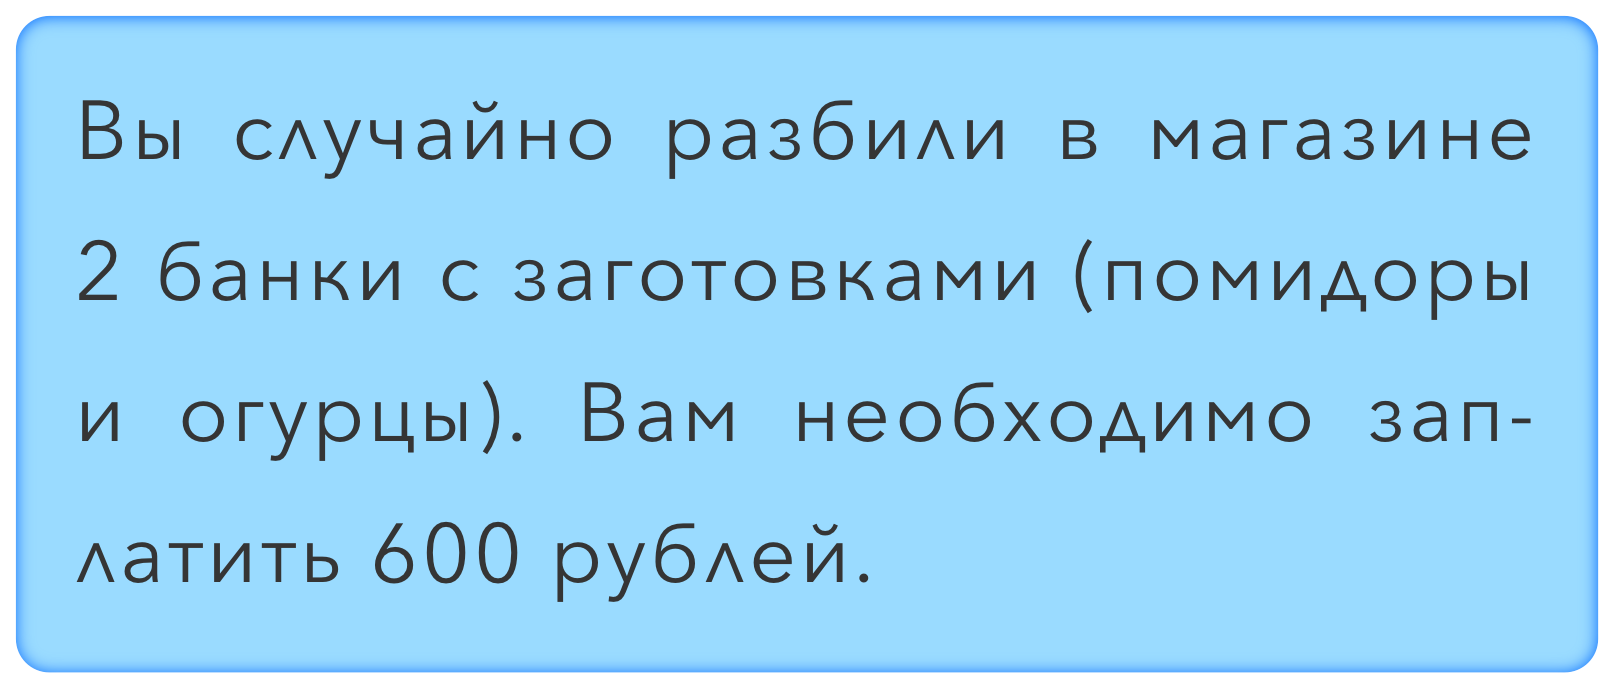 Вы случайно разбили в магазине
2 банки с заготовками (помидоры
и огурцы). Вам необходимо зап-
латить 600 рублей.